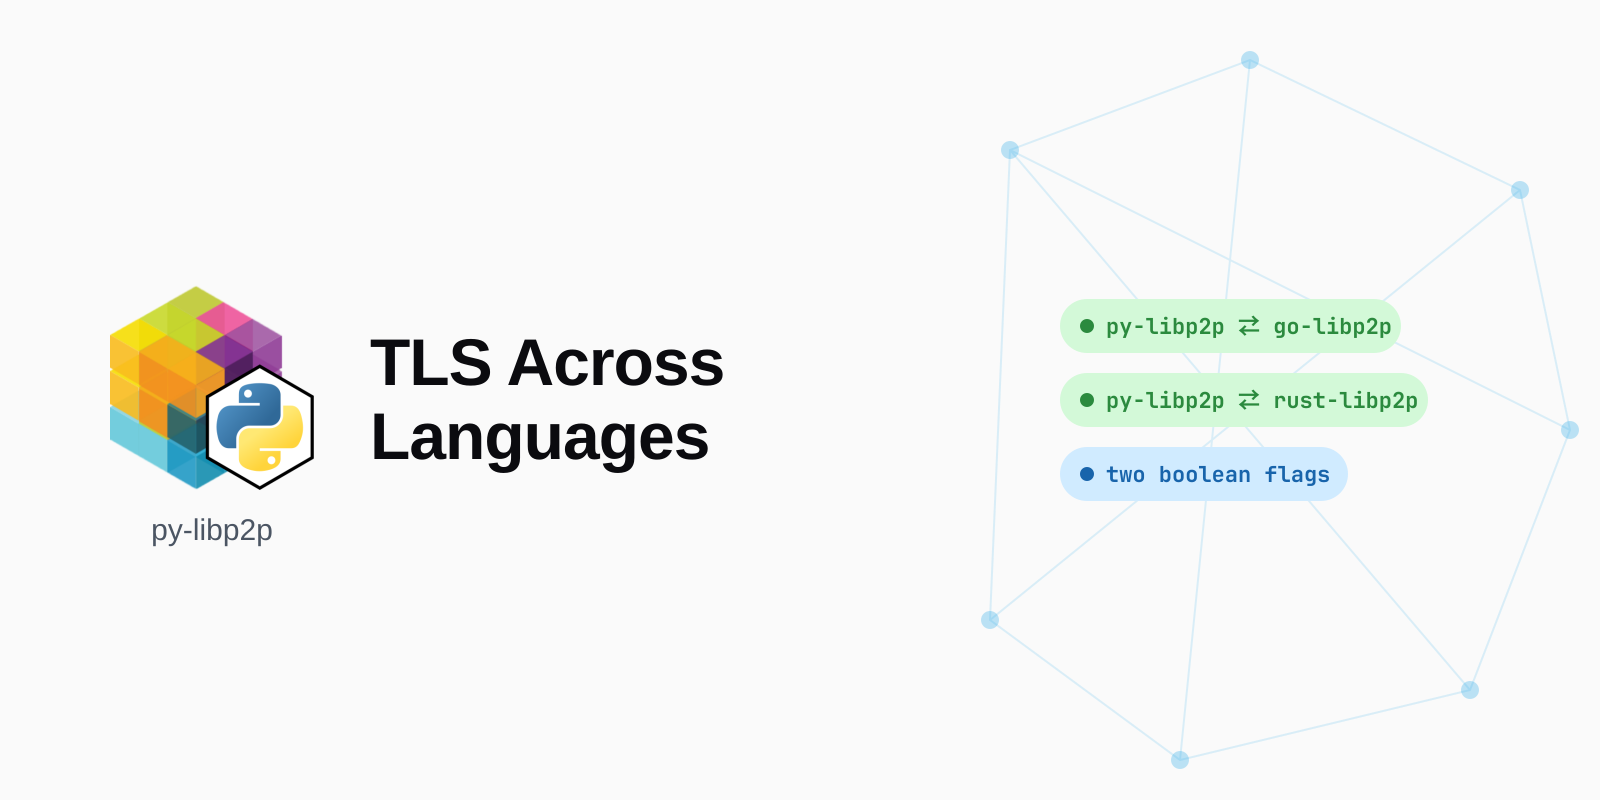 TLS Across
Languages
py-libp2p
py-libp2p ⇄ go-libp2p
py-libp2p ⇄ rust-libp2p
two boolean flags